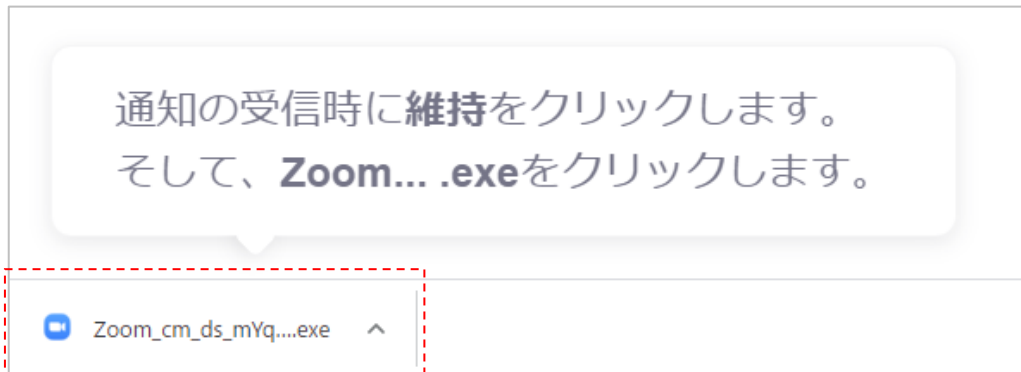 通知の受信時に維持をクリックします。
そして、Zoom... .exeをクリックします。
Zoom_cm_ds_mYq....exe